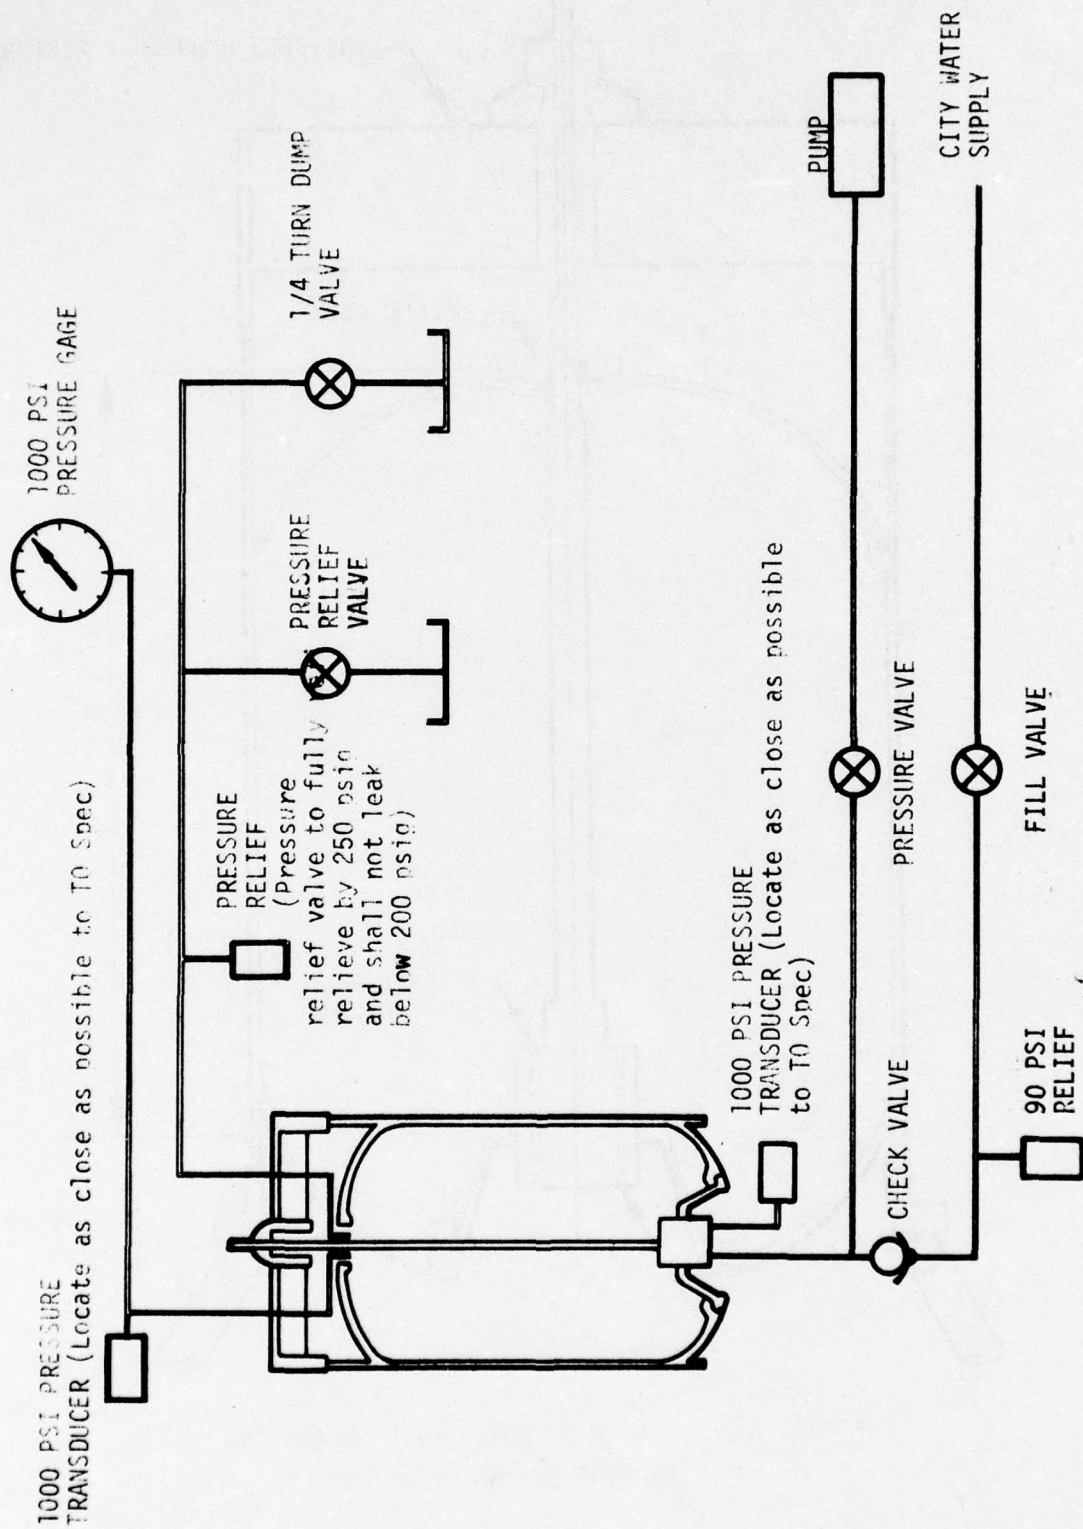 1000 PSI PRESSURE
TRANSDUCER (Locate as close as possible to TO Spec)
1000 PSI
PRESSURE GAGE
PRESSURE
RELIEF
(Pressure
relief valve to fully
relieve by 250 psig
and shall not leak
below 200 psig)
PRESSURE
RELIEF
VALVE
1/4 TURN DUMP
VALVE
1000 PSI PRESSURE
TRANSDUCER (Locate as close as possible
to TO Spec)
PUMP
PRESSURE VALVE
CHECK VALVE
CITY WATER
SUPPLY
FILL VALVE
90 PSI
RELIEF